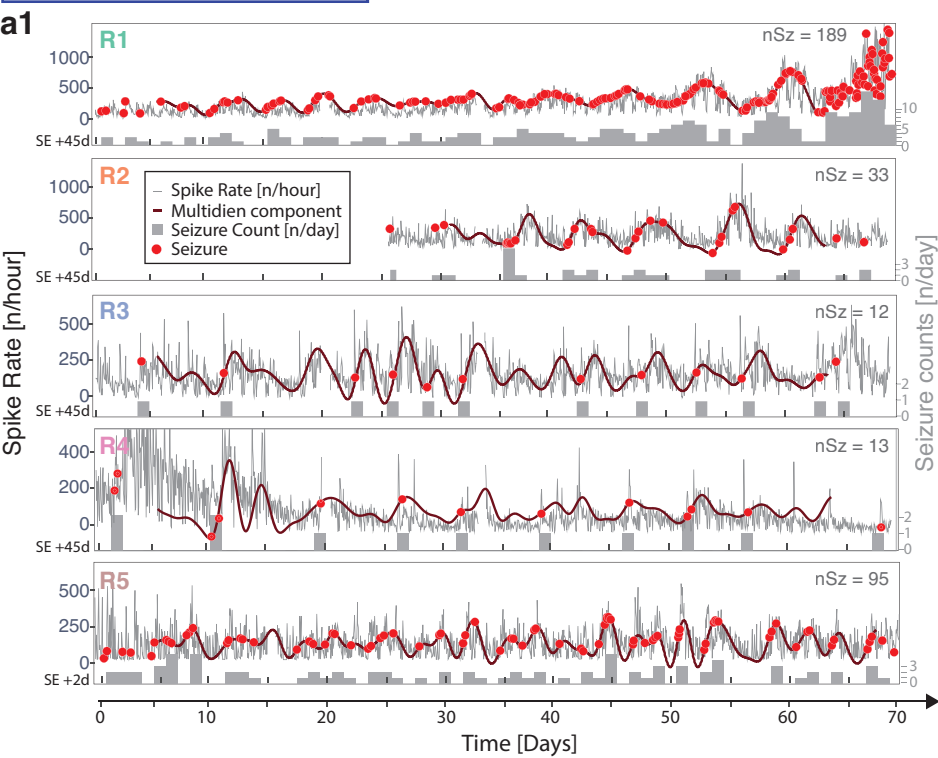 a1
R1
nSz = 189
1000
500
0
10
5
0
SE +45d
R2
nSz = 33
Spike Rate [n/hour]
Multidien component
Seizure Count [n/day]
Seizure
1000
500
0
3
2
1
0
SE +45d
R3
nSz = 12
500
250
0
2
1
0
SE +45d
R4
nSz = 13
400
200
0
2
1
0
SE +45d
R5
nSz = 95
500
250
0
3
2
0
SE +2d
Spike Rate [n/hour]
Seizure counts [n/day]
0 10 20 30 40 50 60 70
Time [Days]